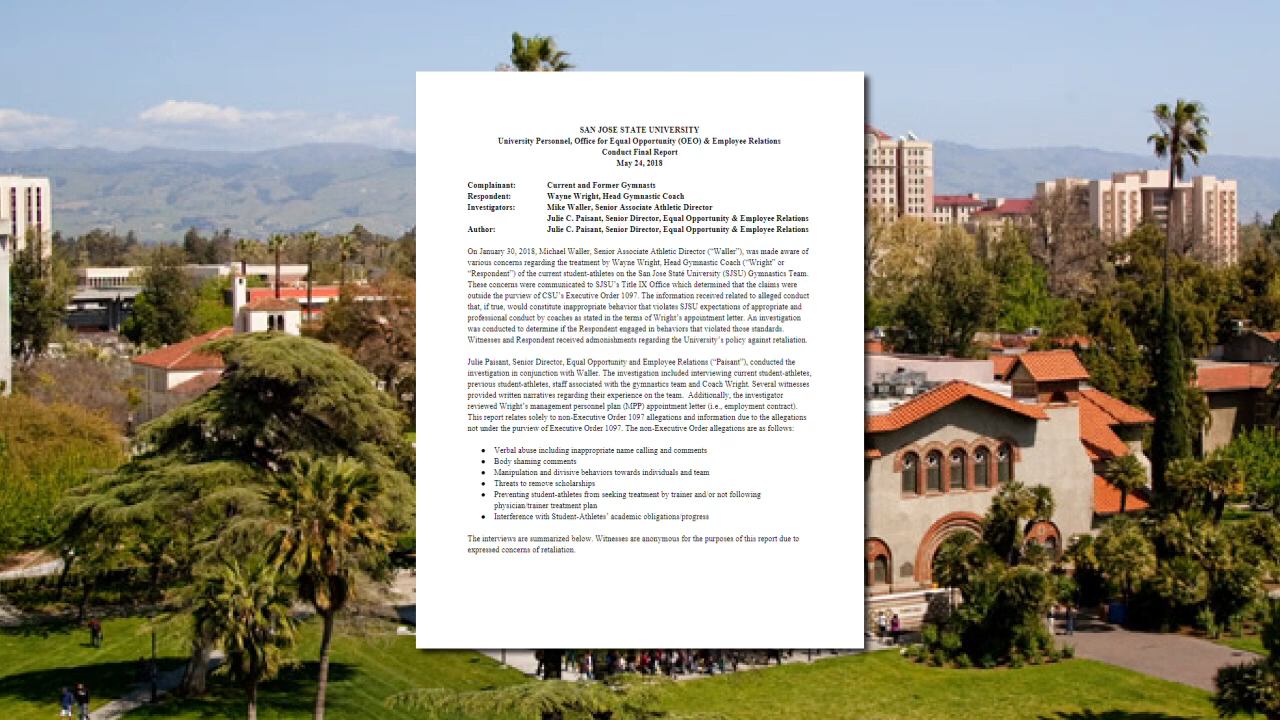 SAN JOSE STATE UNIVERSITY
University Personnel, Office for Equal Opportunity (OEO) & Employee Relations
Conduct Final Report
May 24, 2018
Complainant: Current and Former Gymnasts
Respondent: Wayne Wright, Head Gymnastic Coach
Investigators: Mike Waller, Senior Associate Athletic Director
Julie C. Paisant, Senior Director, Equal Opportunity & Employee Relations
Author: Julie C. Paisant, Senior Director, Equal Opportunity & Employee Relations
On January 30, 2018, Michael Waller, Senior Associate Athletic Director (“Waller”), was made aware of
various concerns regarding the treatment by Wayne Wright, Head Gymnastic Coach (“Wright” or
“Respondent”) of the current student-athletes on the San Jose State University (SJSU) Gymnastics Team.
These concerns were communicated to SJSU’s Title IX Office which determined that the claims were
outside the purview of CSU’s Executive Order 1097. The information received related to alleged conduct
that, if true, would constitute inappropriate behavior that violates SJSU expectations of appropriate and
professional conduct by coaches as stated in the terms of Wright’s appointment letter. An investigation
was conducted to determine if the Respondent engaged in behaviors that violated those standards.
Witnesses and Respondent received admonishments regarding the University’s policy against retaliation.
Julie Paisant, Senior Director, Equal Opportunity and Employee Relations (“Paisant”), conducted the
investigation in conjunction with Waller. The investigation included interviewing current student-athletes,
previous student-athletes, staff associated with the gymnastics team and Coach Wright. Several witnesses
provided written narratives regarding their experience on the team. Additionally, the investigator
reviewed Wright’s management personnel plan (MPP) appointment letter (i.e., employment contract).
This report relates solely to non-Executive Order 1097 allegations and information due to the allegations
not under the purview of Executive Order 1097. The non-Executive Order allegations are as follows:
• Verbal abuse including inappropriate name calling and comments
• Body shaming comments
• Manipulation and divisive behaviors towards individuals and team
• Threats to remove scholarships
• Preventing student-athletes from seeking treatment by trainer and/or not following
physician/trainer treatment plan
• Interference with Student-Athletes’ academic obligations/progress
The interviews are summarized below. Witnesses are anonymous for the purposes of this report due to
expressed concerns of retaliation.